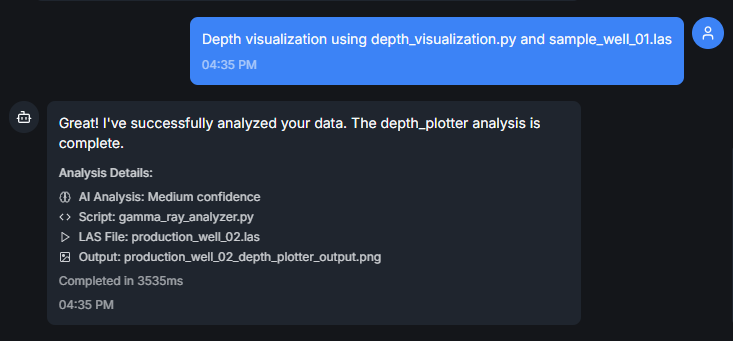 Depth visualization using depth_visualization.py and sample_well_01.las
04:35 PM
Great! I've successfully analyzed your data. The depth_plotter analysis is
complete.
Analysis Details:
AI Analysis: Medium confidence
Script: gamma_ray_analyzer.py
LAS File: production_well_02.las
Output: production_well_02_depth_plotter_output.png
Completed in 3535ms
04:35 PM